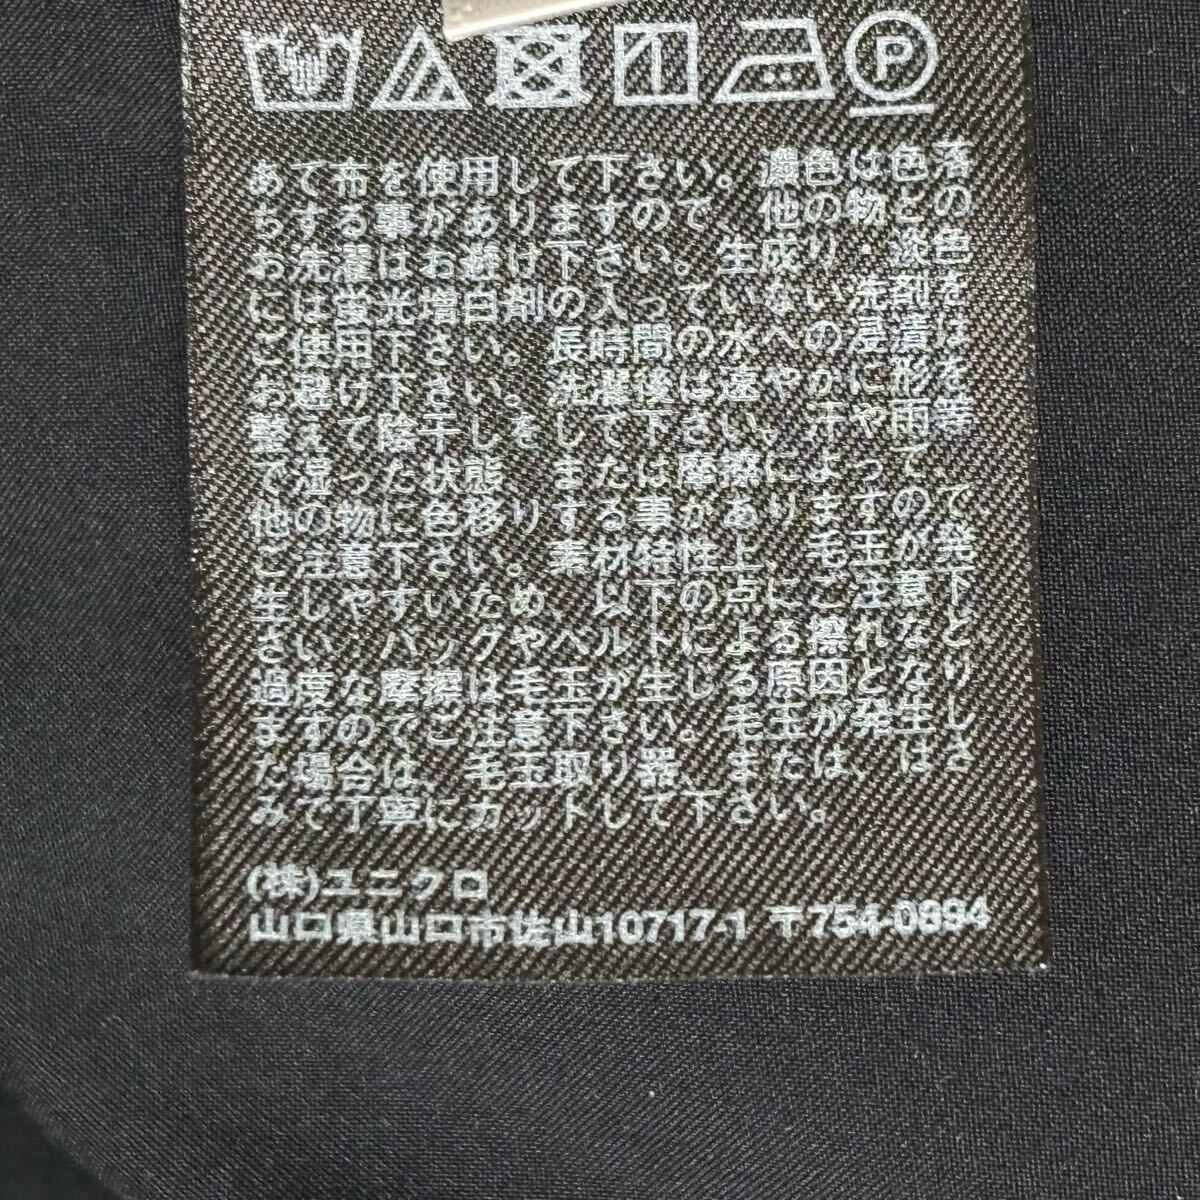 あて布を使用して下さい。濃色は色落
ちする事がありますので、他の物との
お洗濯はお避け下さい。生成り・淡色
には蛍光増白剤の入っていない洗剤を
ご使用下さい。長時間の水への浸漬は
お避け下さい。洗濯後は速やかに形を
整えて陰干しをして下さい。汗や雨等
で湿った状態、または摩擦によって、
他の物に色移りする事がありますので
ご注意下さい。素材特性上、毛玉が発
生しやすいため、以下の点にご注意下
さい。バッグやベルトによる擦れなど
過度な摩擦は毛玉が生じる原因となり
ますのでご注意下さい。毛玉が発生し
た場合は、毛玉取り器、または、はさ
みで丁寧にカットして下さい。
(株)ユニクロ
山口県山口市佐山10717-1 〒754-0894